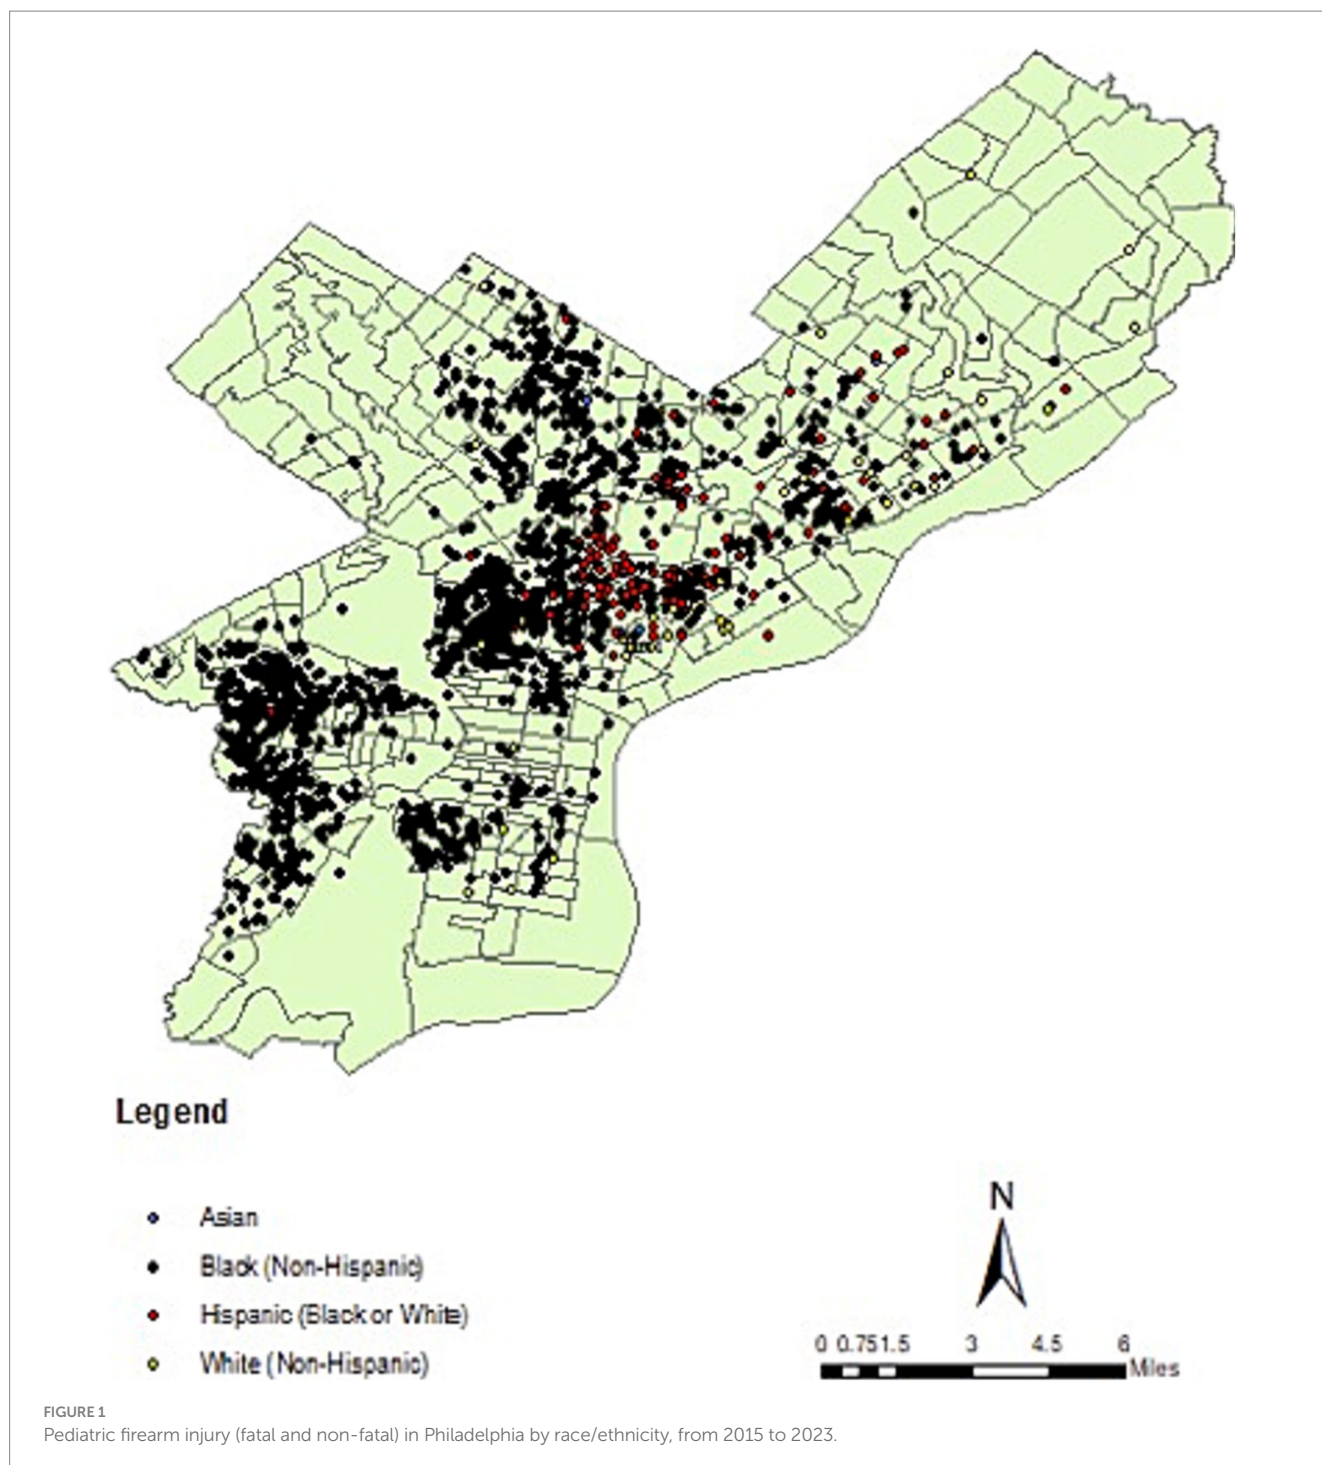 Legend
Asian
Black (Non-Hispanic)
Hispanic (Black or White)
White (Non-Hispanic)
N
0 0.75 1.5 3 4.5 6
Miles
FIGURE 1
Pediatric firearm injury (fatal and non-fatal) in Philadelphia by race/ethnicity, from 2015 to 2023.